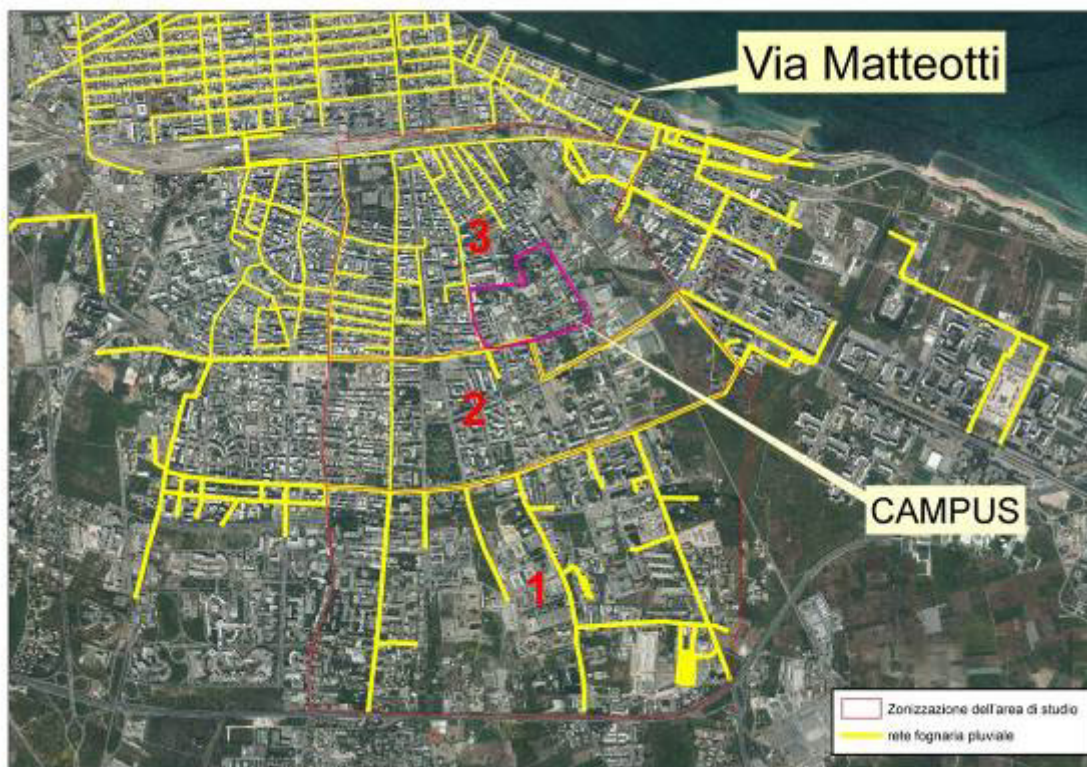 Via Matteotti
3
2
CAMPUS
1
Zonizzazione dell'area di studio
rete fognaria pluviale